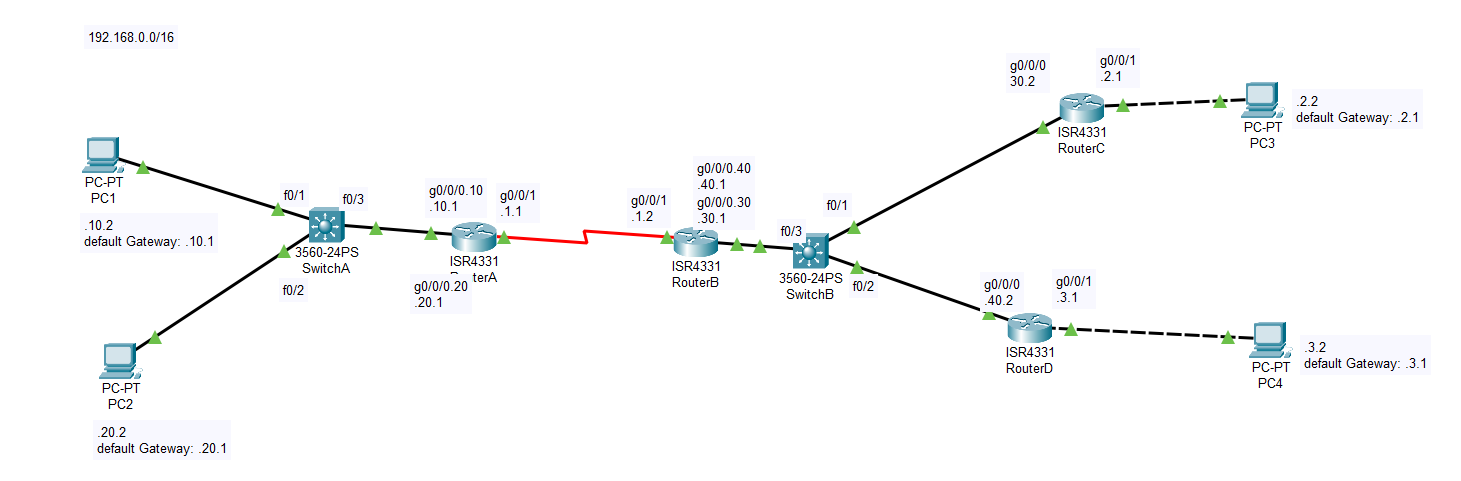 192.168.0.0/16
PC-PT
PC1
.10.2
default Gateway: .10.1
PC-PT
PC2
.20.2
default Gateway: .20.1
f0/1
f0/3
3560-24PS
SwitchA
f0/2
g0/0/0.10
.10.1
g0/0/1
.1.1
ISR4331
g0/0/0.20
.20.1
g0/0/1
.1.2
g0/0/0.40
.40.1
g0/0/0.30
.30.1
ISR4331
RouterB
f0/3
f0/1
3560-24PS
SwitchB
f0/2
g0/0/0
30.2
g0/0/1
.2.1
ISR4331
RouterC
PC-PT
PC3
.2.2
default Gateway: .2.1
g0/0/0
.40.2
g0/0/1
.3.1
ISR4331
RouterD
PC-PT
PC4
.3.2
default Gateway: .3.1